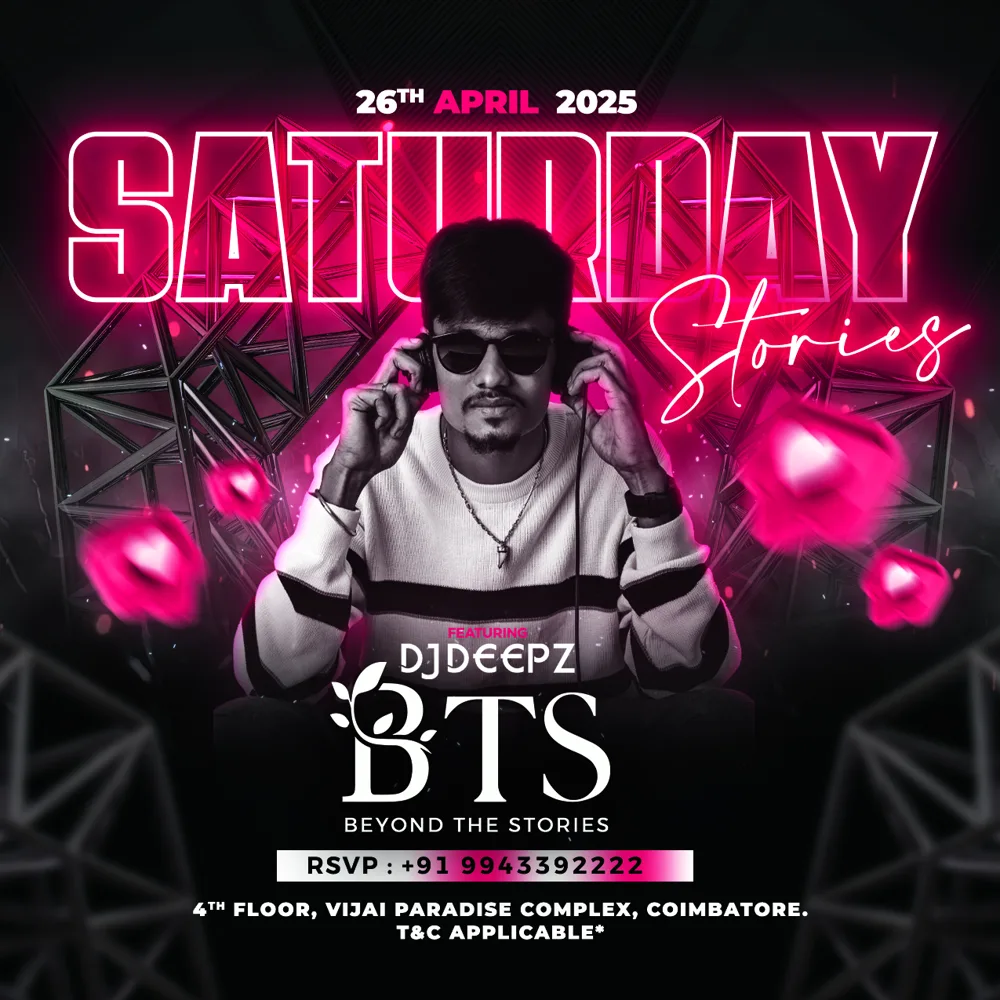 26TH APRIL 2025
SATURDAY
Stories
FEATURING
DJDEEPZ
BTS
BEYOND THE STORIES
RSVP : +91 9943392222
4TH FLOOR, VIJAI PARADISE COMPLEX, COIMBATORE.
T&C APPLICABLE*